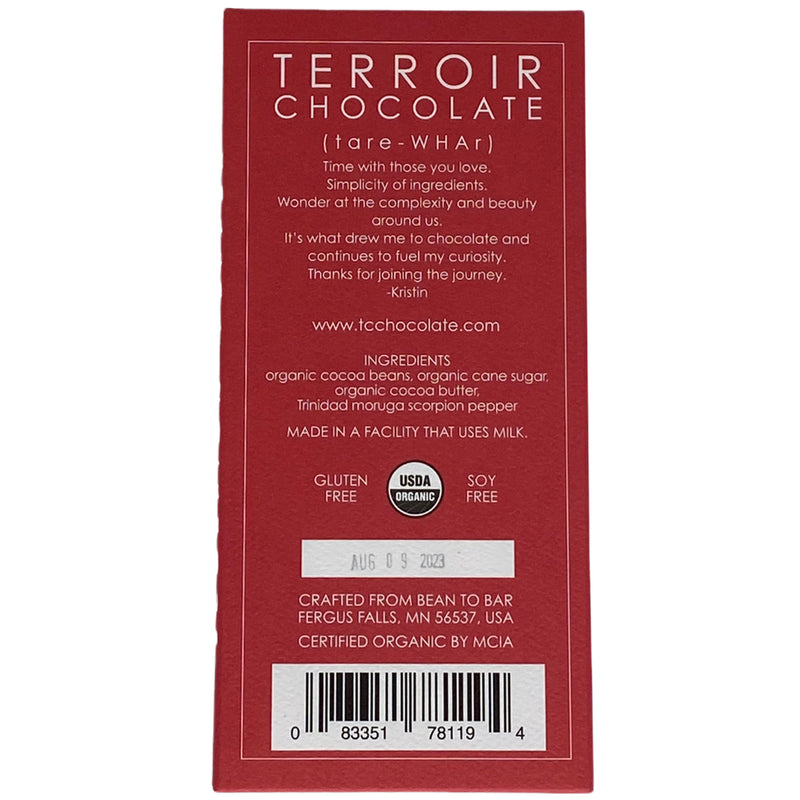 TERROIR
CHOCOLATE
(tare-WHAr)
Time with those you love.
Simplicity of ingredients.
Wonder at the complexity and beauty
around us.
It's what drew me to chocolate and
continues to fuel my curiosity.
Thanks for joining the journey.
-Kristin
www.tcchocolate.com
INGREDIENTS
organic cocoa beans, organic cane sugar,
organic cocoa butter,
Trinidad moruga scorpion pepper
MADE IN A FACILITY THAT USES MILK.
GLUTEN
FREE
USDA
ORGANIC
SOY
FREE
AUG 09 2023
CRAFTED FROM BEAN TO BAR
FERGUS FALLS, MN 56537, USA
CERTIFIED ORGANIC BY MCIA
0 83351 78119 4